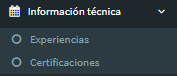 Información técnica
Experiencias
Certificaciones